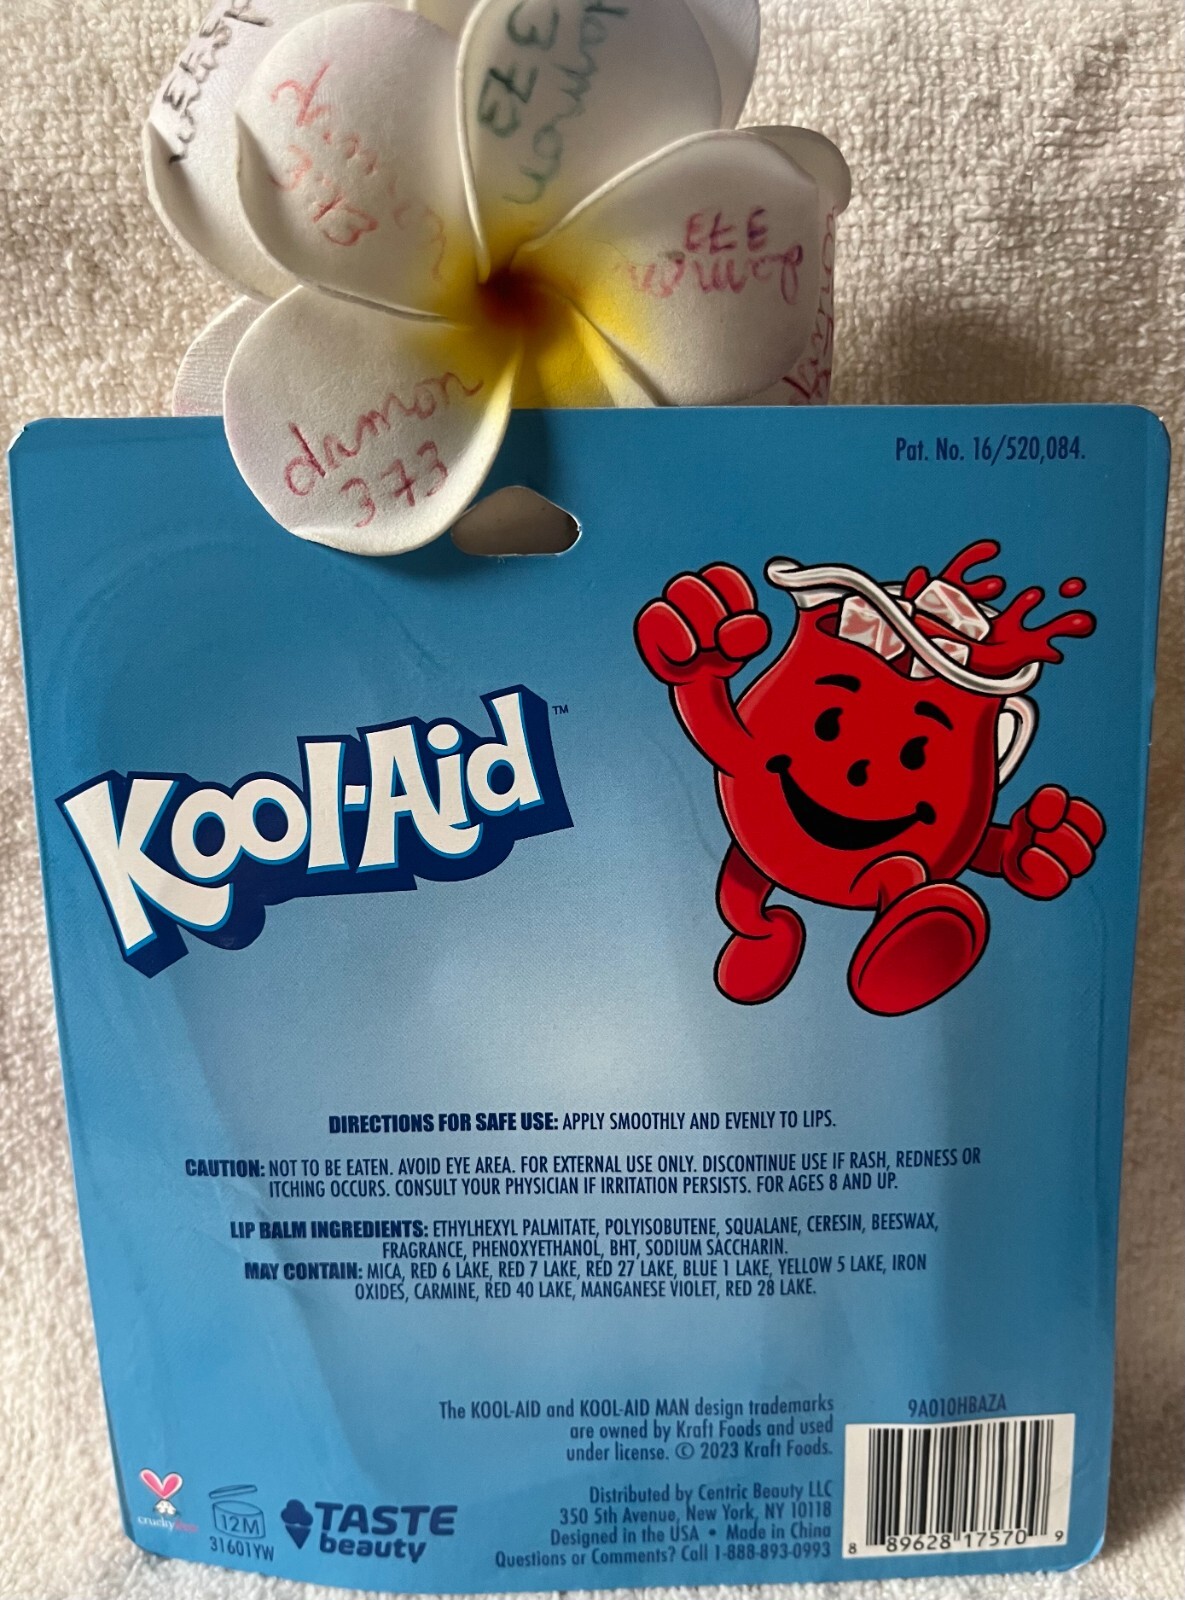 damon
373
damon
373
damon
373
Pat. No. 16/520,084.
Kool-Aid™
DIRECTIONS FOR SAFE USE: APPLY SMOOTHLY AND EVENLY TO LIPS.
CAUTION: NOT TO BE EATEN. AVOID EYE AREA. FOR EXTERNAL USE ONLY. DISCONTINUE USE IF RASH, REDNESS OR
ITCHING OCCURS. CONSULT YOUR PHYSICIAN IF IRRITATION PERSISTS. FOR AGES 8 AND UP.
LIP BALM INGREDIENTS: ETHYLHEXYL PALMITATE, POLYISOBUTENE, SQUALANE, CERESIN, BEESWAX,
FRAGRANCE, PHENOXYETHANOL, BHT, SODIUM SACCHARIN.
MAY CONTAIN: MICA, RED 6 LAKE, RED 7 LAKE, RED 27 LAKE, BLUE 1 LAKE, YELLOW 5 LAKE, IRON
OXIDES, CARMINE, RED 40 LAKE, MANGANESE VIOLET, RED 28 LAKE.
The KOOL-AID and KOOL-AID MAN design trademarks
are owned by Kraft Foods and used
under license. © 2023 Kraft Foods.
9A010HBAZA
Distributed by Centric Beauty LLC
350 5th Avenue, New York, NY 10118
Designed in the USA • Made in China
Questions or Comments? Call 1-888-893-0993
crueltyfree
12M
31601YW
TASTE
beauty
8 89628 17570 9